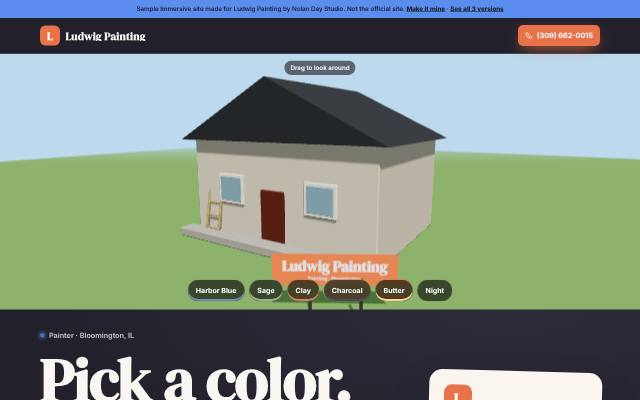 Sample Immersive site made for Ludwig Painting by Nolan Day Studio. Not the official site. Make it mine · See all 3 versions
L Ludwig Painting
(309) 662-0015
Drag to look around
Ludwig Painting
Harbor Blue Sage Clay Charcoal Butter Night
Painter · Bloomington, IL
Pick a color.
L